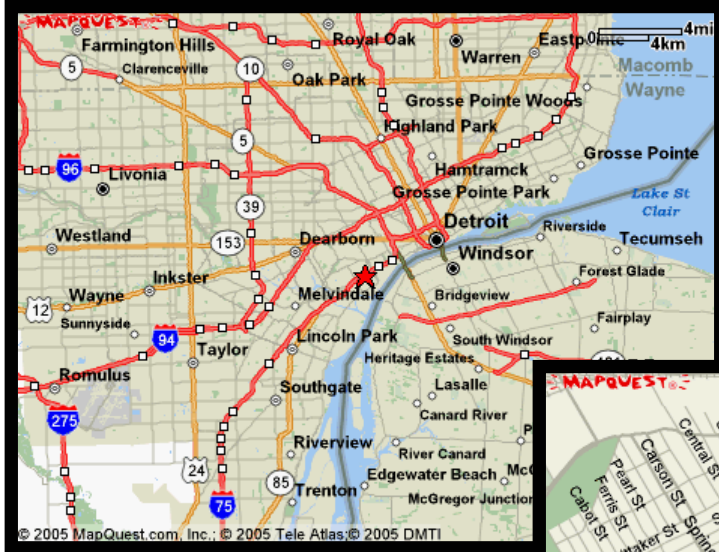 MAPQUEST
Royal Oak
Eastpointe
0 4mi
4km
Farmington Hills
Warren
5
Clarenceville
10
Oak Park
Macomb
Wayne
Grosse Pointe Woods
Highland Park
5
Grosse Pointe
96
Livonia
Hamtramck
Grosse Pointe Park
Lake St
Clair
39
Detroit
Riverside
Westland
153
Dearborn
Tecumseh
Windsor
Inkster
Forest Glade
Wayne
Melvindale
Bridgeview
12
Sunnyside
Fairplay
94
Lincoln Park
South Windsor
Taylor
Heritage Estates
Romulus
Lasalle
Southgate
275
Canard River
Riverview
River Canard
24
Edgewater Beach
McG
85
Trenton
McGregor Junction
75
© 2005 MapQuest.com, Inc.; © 2005 Tele Atlas;© 2005 DMTI
MAPQUEST
Central St
Carson St
Pearl St
Ferris St
Cabot St